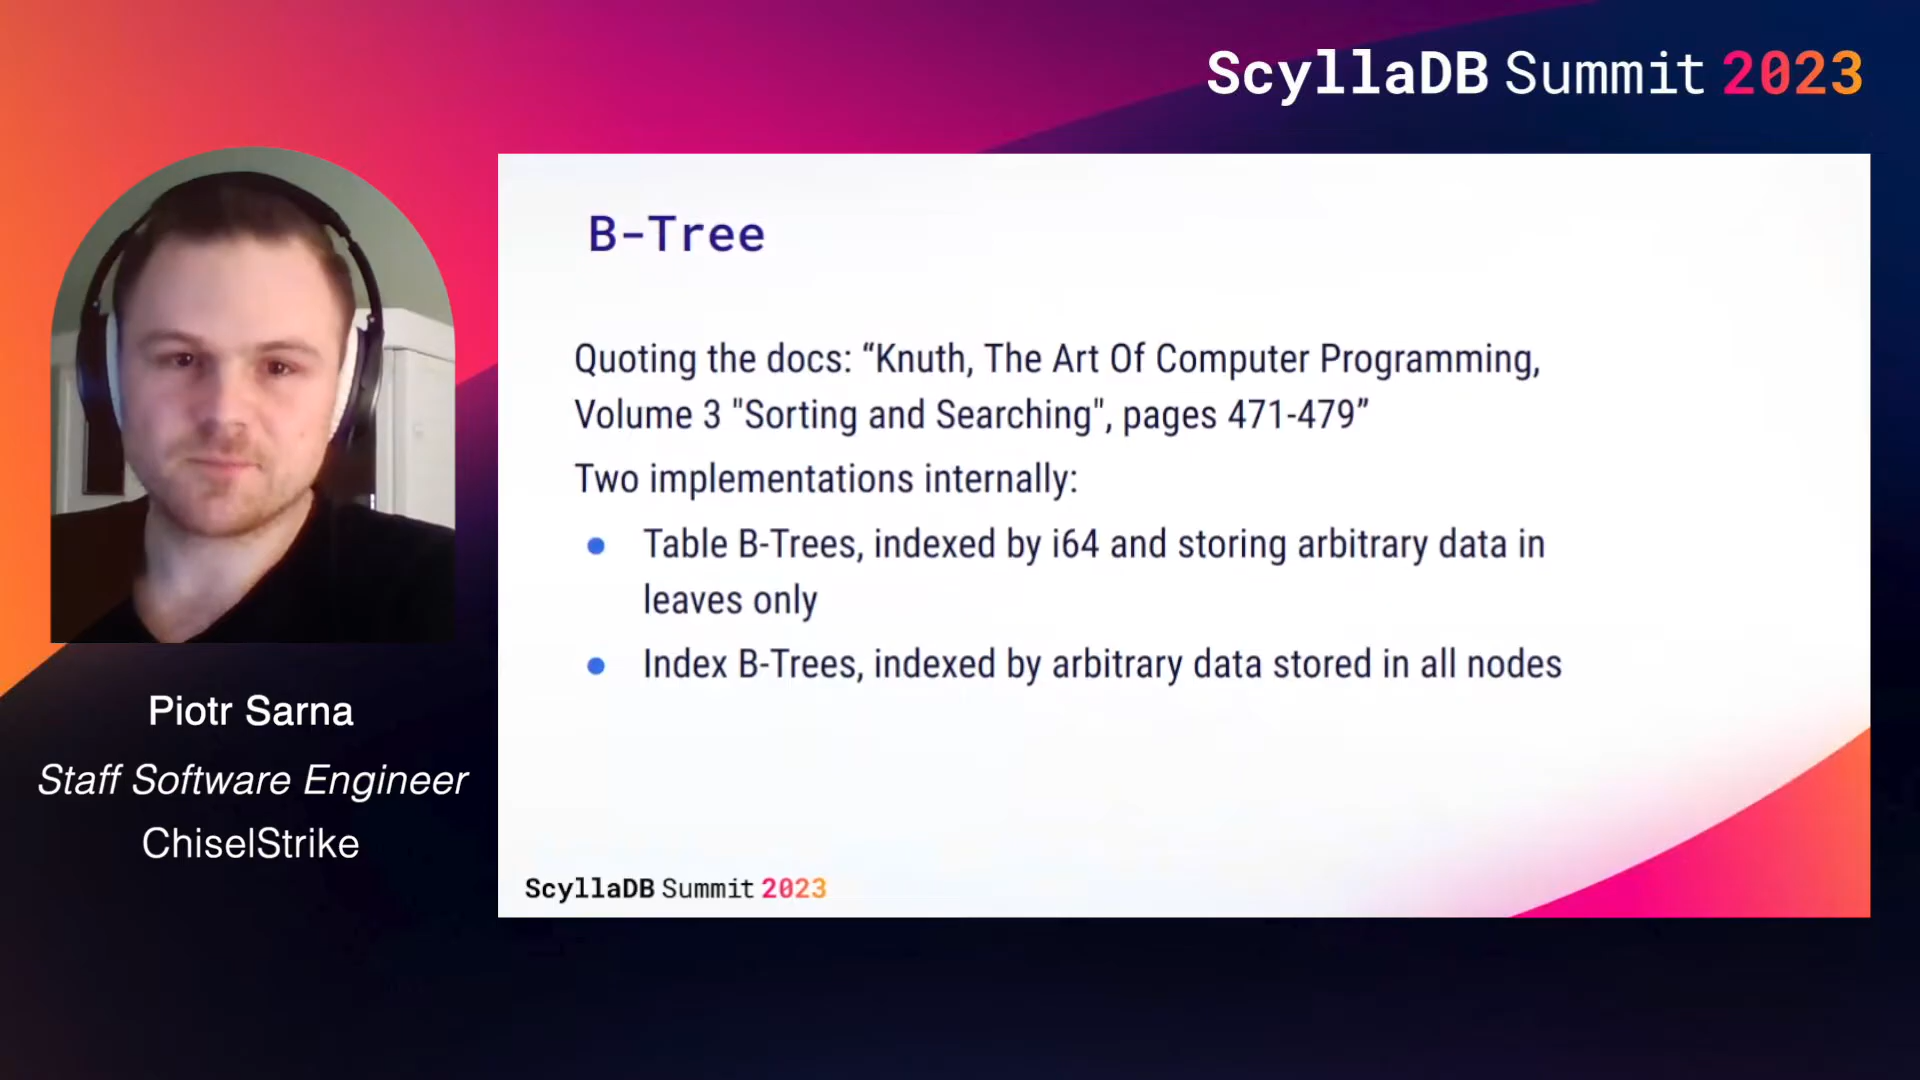 ScyllaDB Summit 2023
B-Tree
Quoting the docs: “Knuth, The Art Of Computer Programming,
Volume 3 "Sorting and Searching", pages 471-479”
Two implementations internally:
● Table B-Trees, indexed by i64 and storing arbitrary data in
leaves only
● Index B-Trees, indexed by arbitrary data stored in all nodes
ScyllaDB Summit 2023
Piotr Sarna
Staff Software Engineer
ChiselStrike